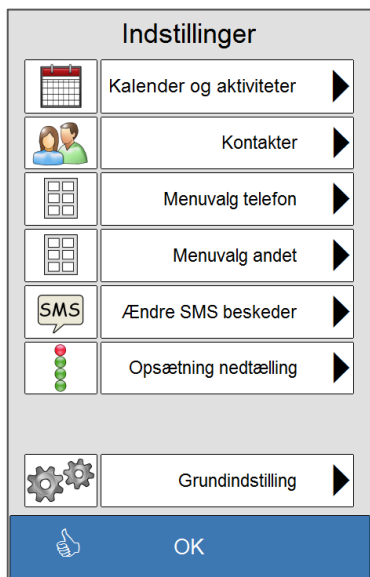 Indstillinger
Kalender og aktiviteter
Kontakter
Menuvalg telefon
Menuvalg andet
SMS
Ændre SMS beskeder
Opsætning nedtælling
Grundindstilling
OK